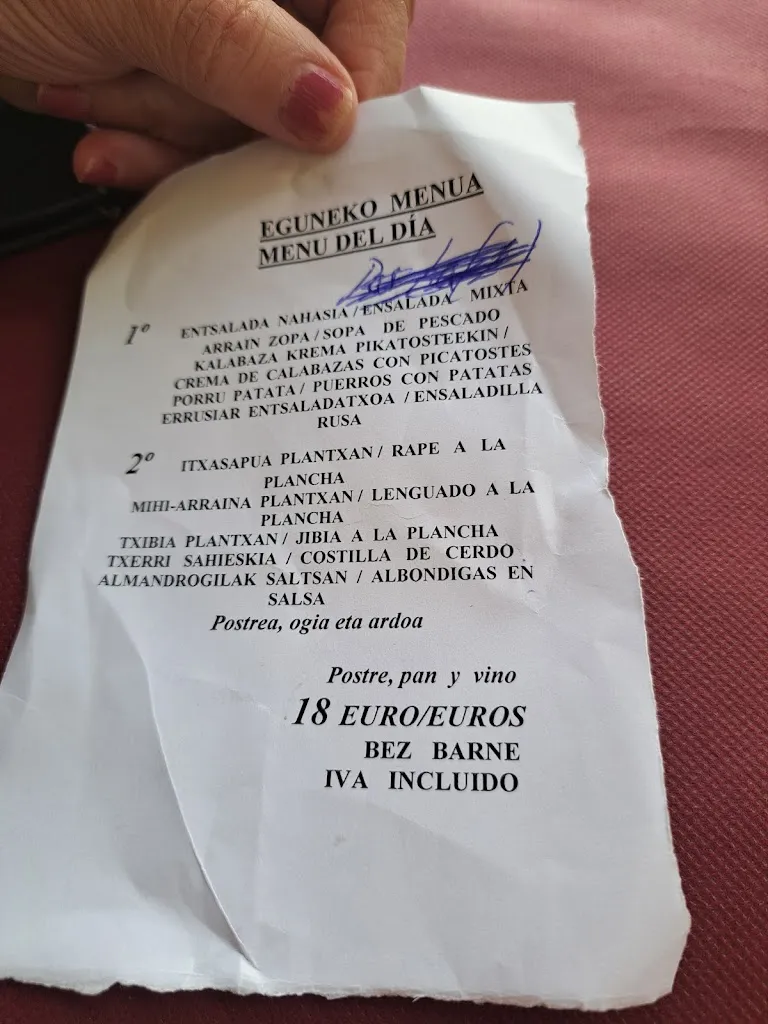 EGUNEKO MENUA
MENU DEL DÍA
1º ENTSALADA NAHASIA / ENSALADA MIXTA
ARRAIN ZOPA / SOPA DE PESCADO
KALABAZA KREMA PIKATOSTEEKIN /
CREMA DE CALABAZAS CON PICATOSTES
PORRU PATATA / PUERROS CON PATATAS
ERRUSIAR ENTSALADATXOA / ENSALADILLA
RUSA
2º ITXASAPUA PLANTXAN / RAPE A LA
PLANCHA
MIHI-ARRAINA PLANTXAN / LENGUADO A LA
PLANCHA
TXIBIA PLANTXAN / JIBIA A LA PLANCHA
TXERRI SAHIESKIA / COSTILLA DE CERDO
ALMANDROGILAK SALTSAN / ALBONDIGAS EN
SALSA
Postrea, ogia eta ardoa
Postre, pan y vino
18 EURO/EUROS
BEZ BARNE
IVA INCLUIDO